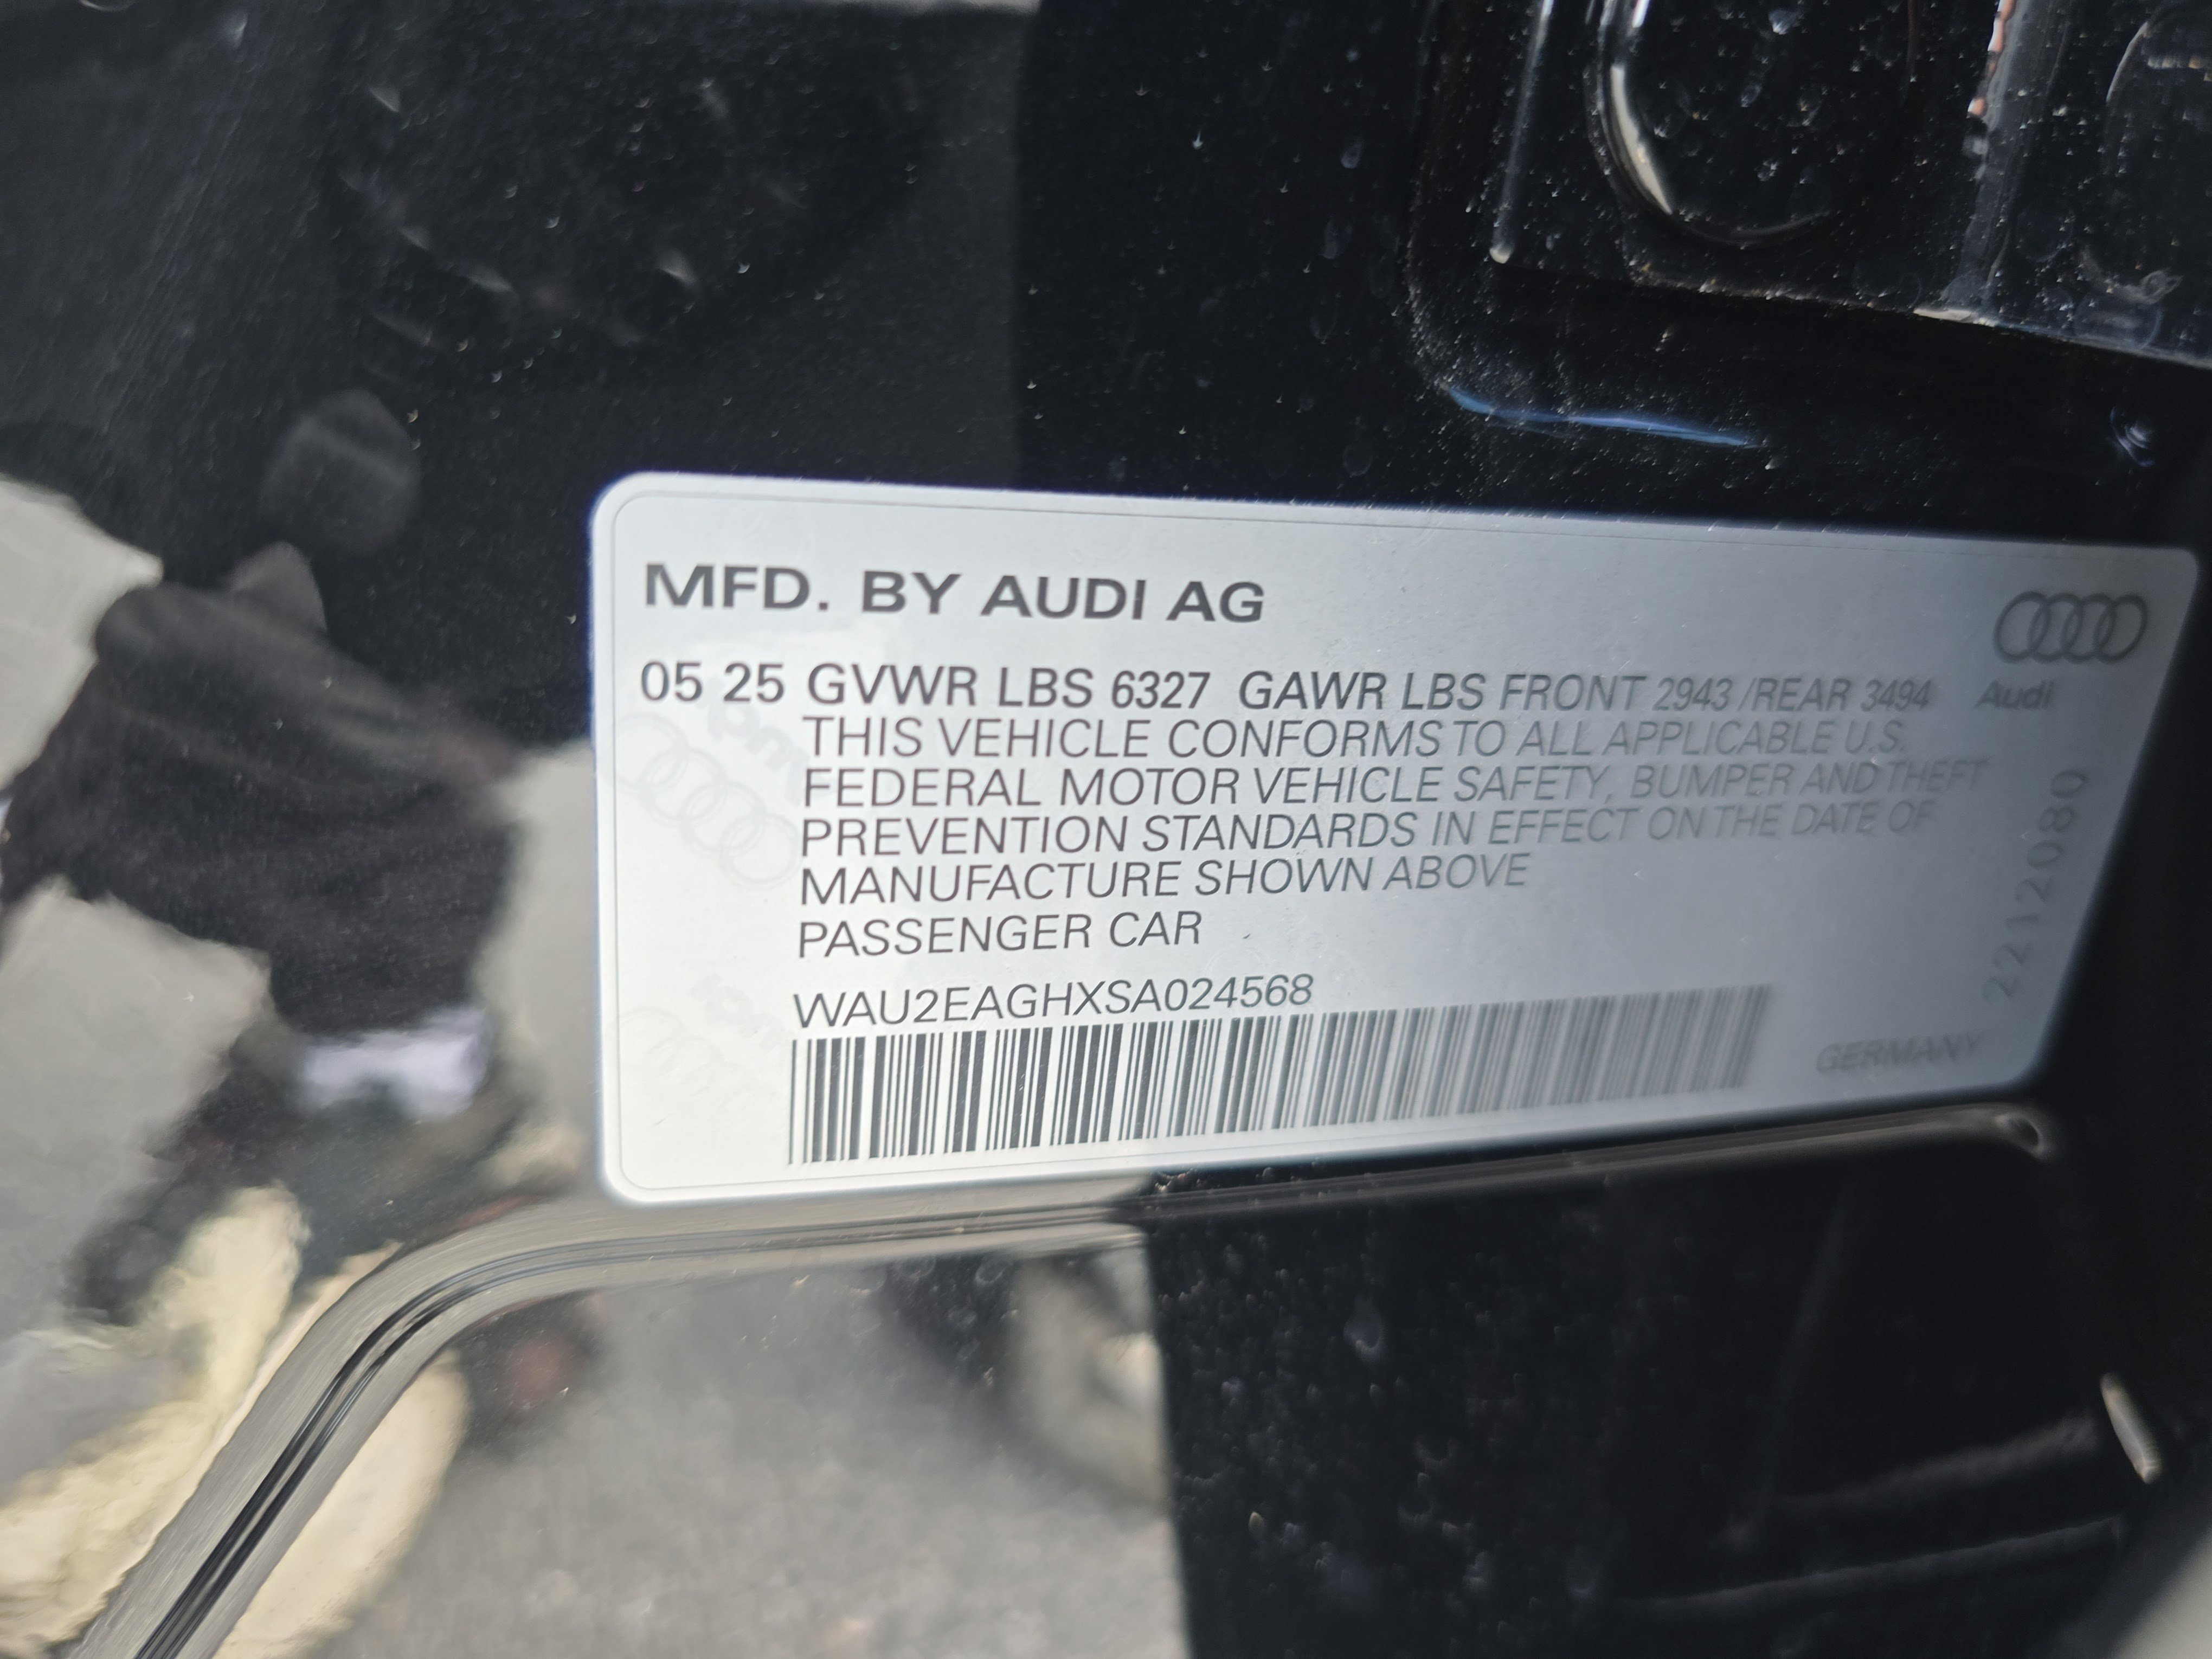 MFD. BY AUDI AG
05 25 GVWR LBS 6327 GAWR LBS FRONT 2943 /REAR 3494
Audi
THIS VEHICLE CONFORMS TO ALL APPLICABLE U.S.
FEDERAL MOTOR VEHICLE SAFETY, BUMPER AND THEFT
PREVENTION STANDARDS IN EFFECT ON THE DATE OF
MANUFACTURE SHOWN ABOVE
PASSENGER CAR
WAU2EAGHXSA024568
GERMANY
22112080